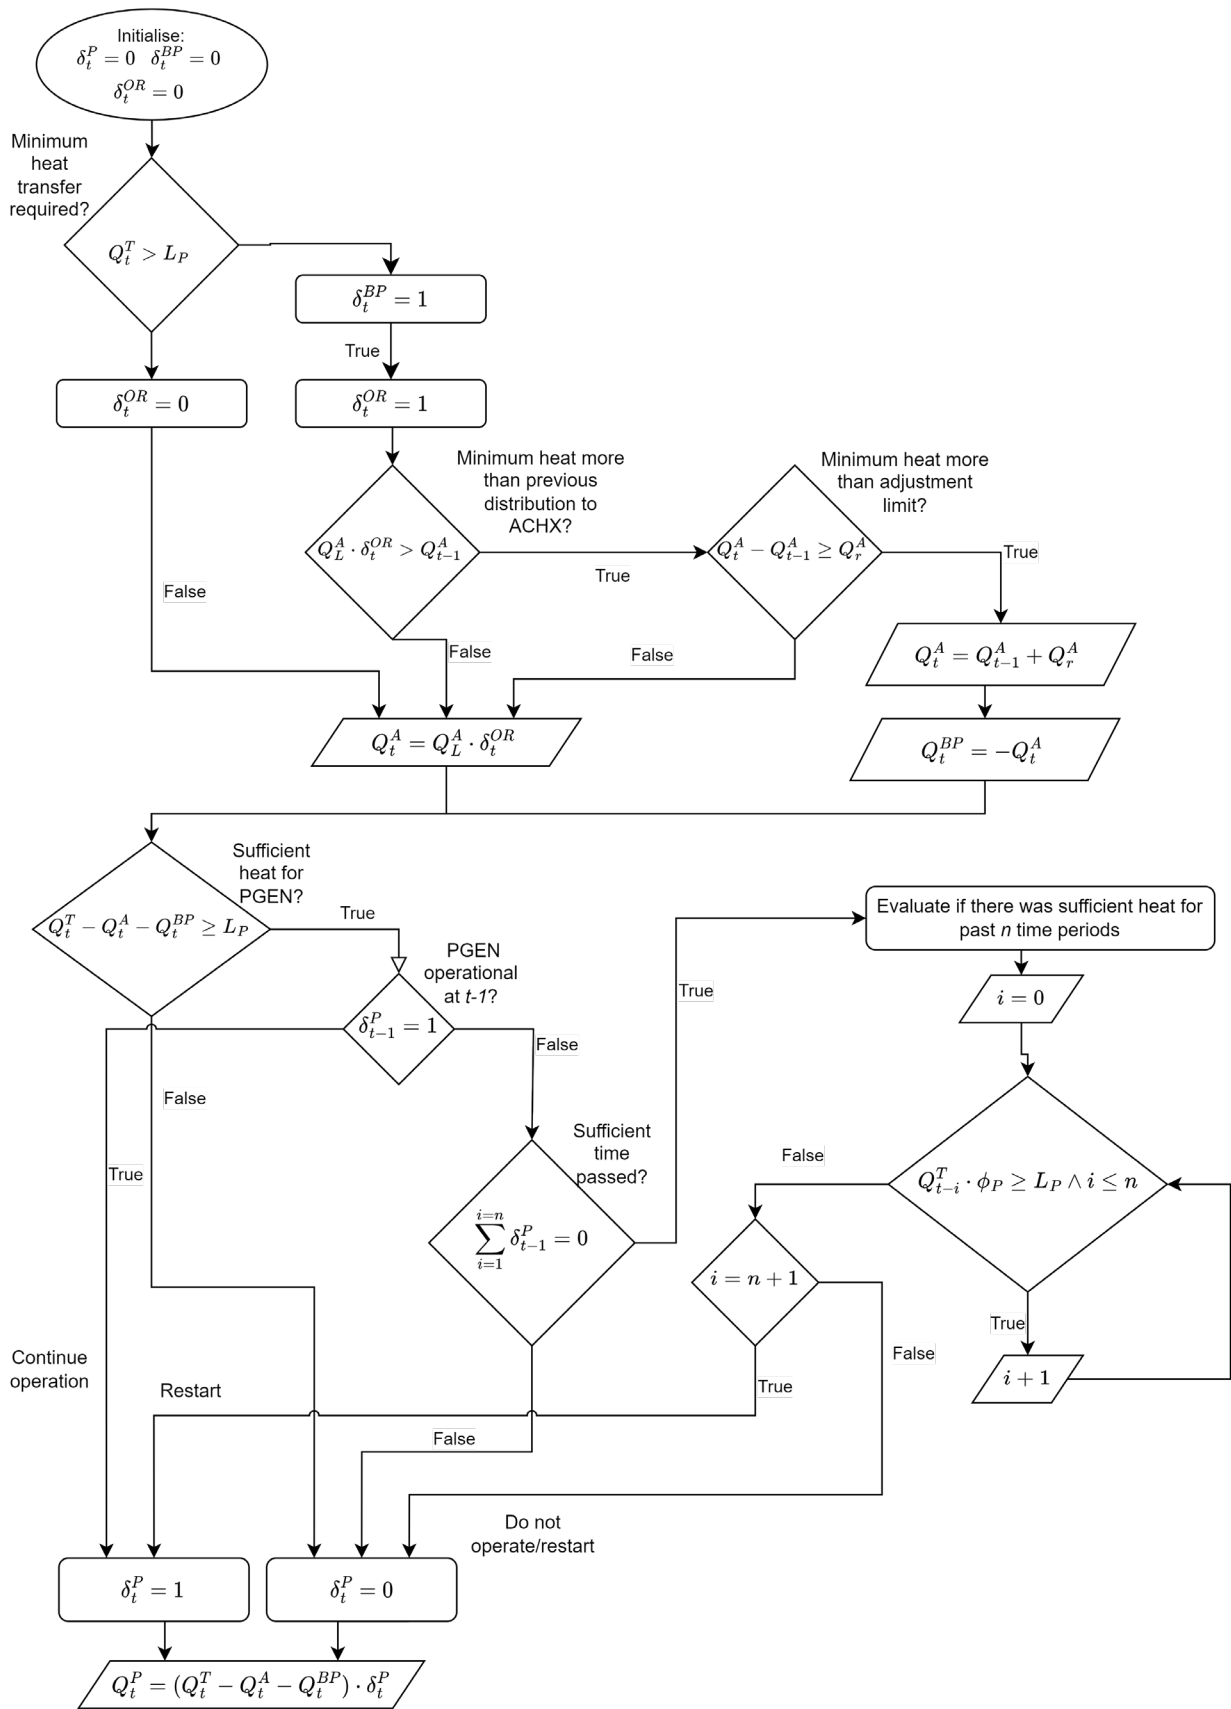 Initialise:
δ_t^P = 0 δ_t^{BP} = 0
δ_t^{OR} = 0
Minimum
heat
transfer
required?
Q_t^T > L_P
δ_t^{BP} = 1
True
δ_t^{OR} = 0
δ_t^{OR} = 1
Minimum heat more
than previous
distribution to
ACHX?
Minimum heat more
than adjustment
limit?
Q_L^A · δ_t^{OR} > Q_{t−1}^A
Q_t^A − Q_{t−1}^A ≥ Q_r^A
True
True
False
False
False
Q_t^A = Q_{t−1}^A + Q_r^A
Q_t^A = Q_L^A · δ_t^{OR}
Q_t^{BP} = −Q_t^A
Sufficient
heat for
PGEN?
Q_t^T − Q_t^A − Q_t^{BP} ≥ L_P
True
PGEN
operational
at t-1?
Evaluate if there was sufficient heat for
past n time periods
True
i = 0
δ_{t−1}^P = 1
False
False
Sufficient
time
passed?
True
False
Q_{t−i}^T · ϕ_P ≥ L_P ∧ i ≤ n
∑_{i=1}^{i=n} δ_{t−1}^P = 0
i = n + 1
True
False
i + 1
Continue
operation
Restart
True
False
Do not
operate/restart
δ_t^P = 1
δ_t^P = 0
Q_t^P = (Q_t^T − Q_t^A − Q_t^{BP}) · δ_t^P